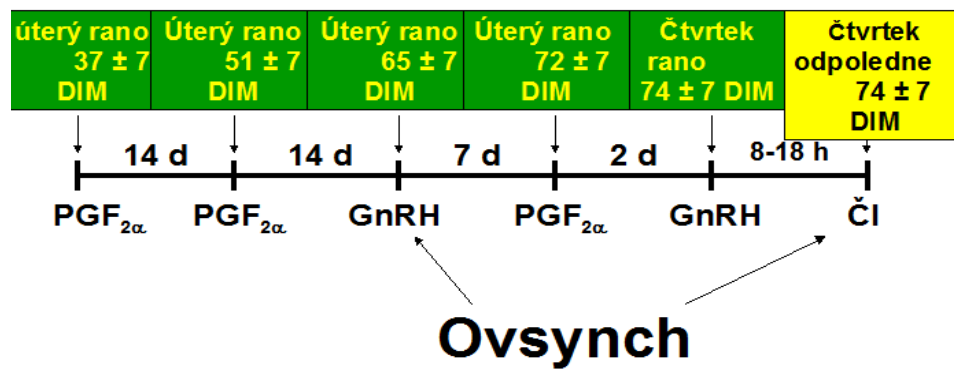 úterý rano
37 ± 7
DIM
Úterý rano
51 ± 7
DIM
Úterý rano
65 ± 7
DIM
Úterý rano
72 ± 7
DIM
Čtvrtek
rano
74 ± 7 DIM
Čtvrtek
odpoledne
74 ± 7
DIM
14 d
14 d
7 d
2 d
8-18 h
PGF2α
PGF2α
GnRH
PGF2α
GnRH
ČI
Ovsynch